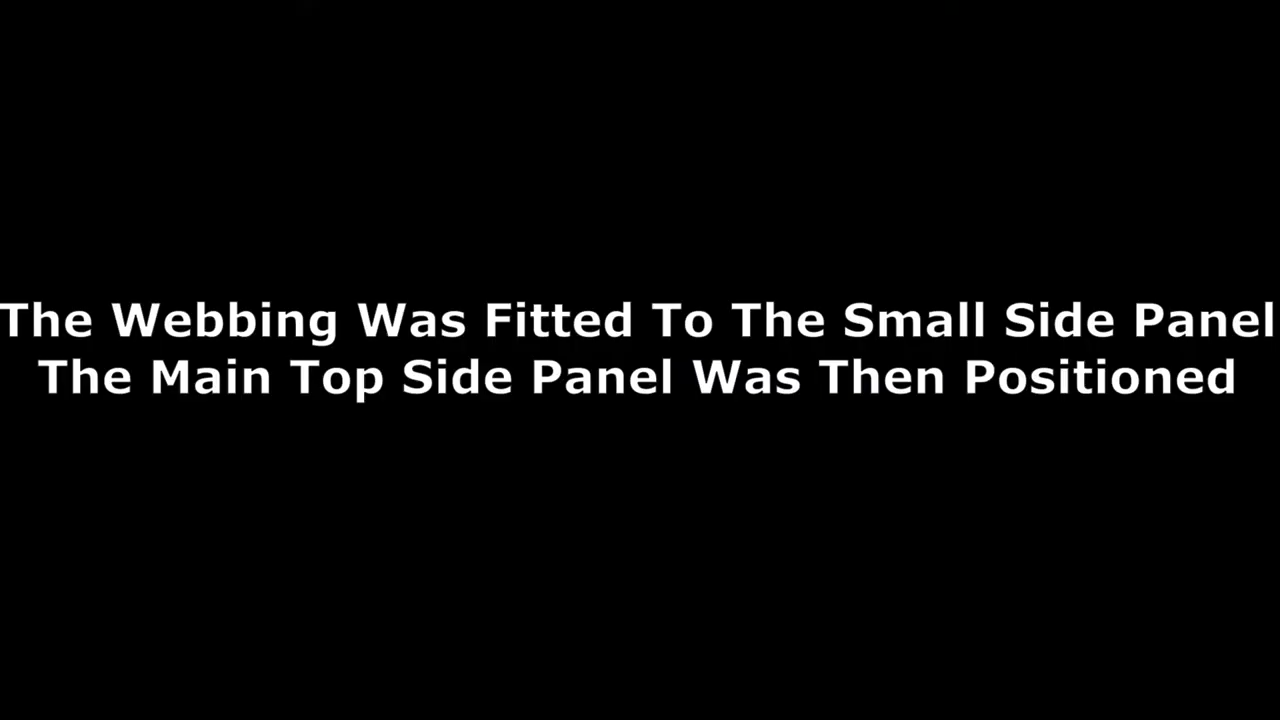 The Webbing Was Fitted To The Small Side Panel
The Main Top Side Panel Was Then Positioned